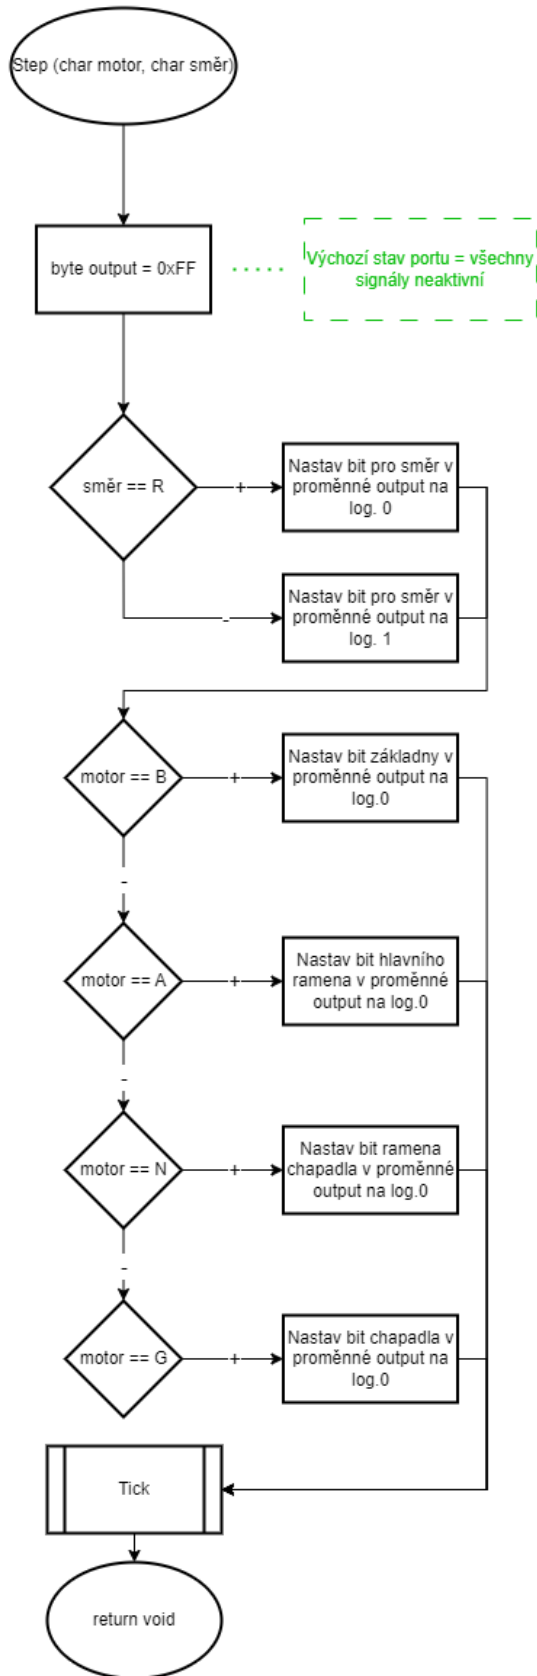 Step (char motor, char směr)
byte output = 0xFF
Výchozí stav portu = všechny
signály neaktivní
směr == R
+
Nastav bit pro směr v
proměnné output na
log. 0
-
Nastav bit pro směr v
proměnné output na
log. 1
motor == B
+
Nastav bit základny v
proměnné output na
log.0
-
motor == A
+
Nastav bit hlavního
ramena v proměnné
output na log.0
-
motor == N
+
Nastav bit ramena
chapadla v proměnné
output na log.0
-
motor == G
+
Nastav bit chapadla v
proměnné output na
log.0
Tick
return void